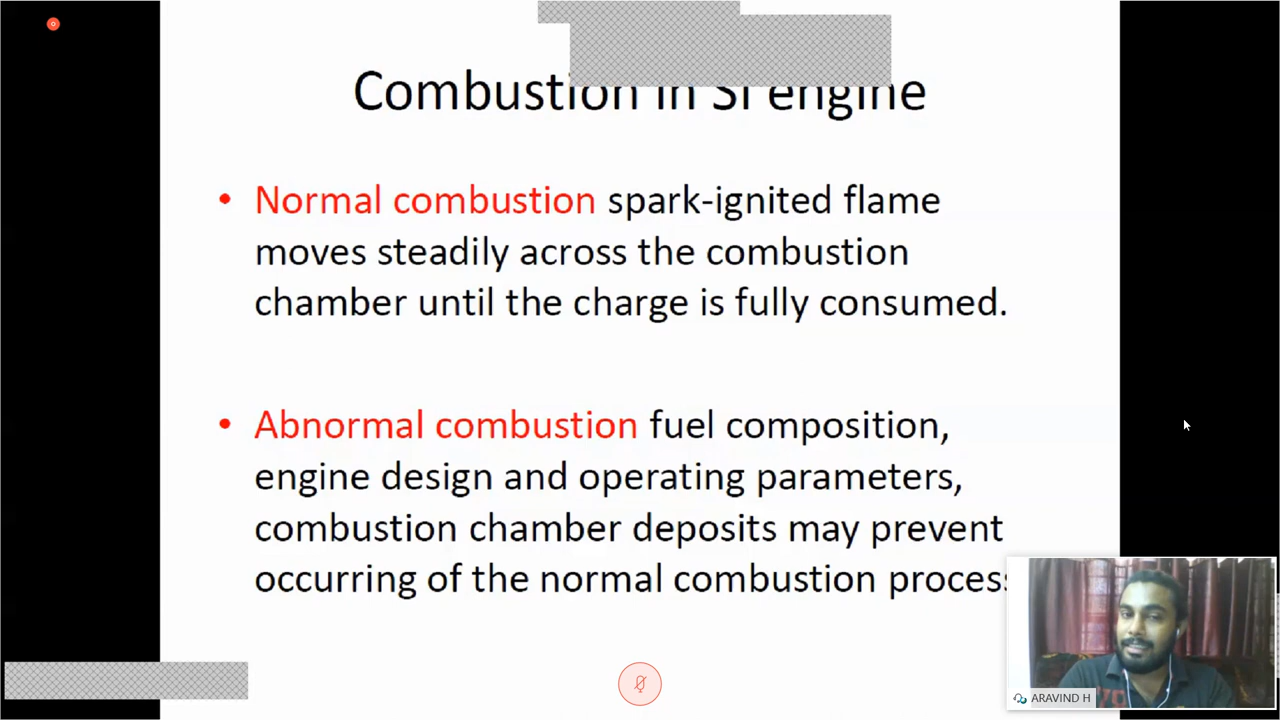 Combustion in SI engine
• Normal combustion spark-ignited flame
moves steadily across the combustion
chamber until the charge is fully consumed.
• Abnormal combustion fuel composition,
engine design and operating parameters,
combustion chamber deposits may prevent
occurring of the normal combustion process
ARAVIND H